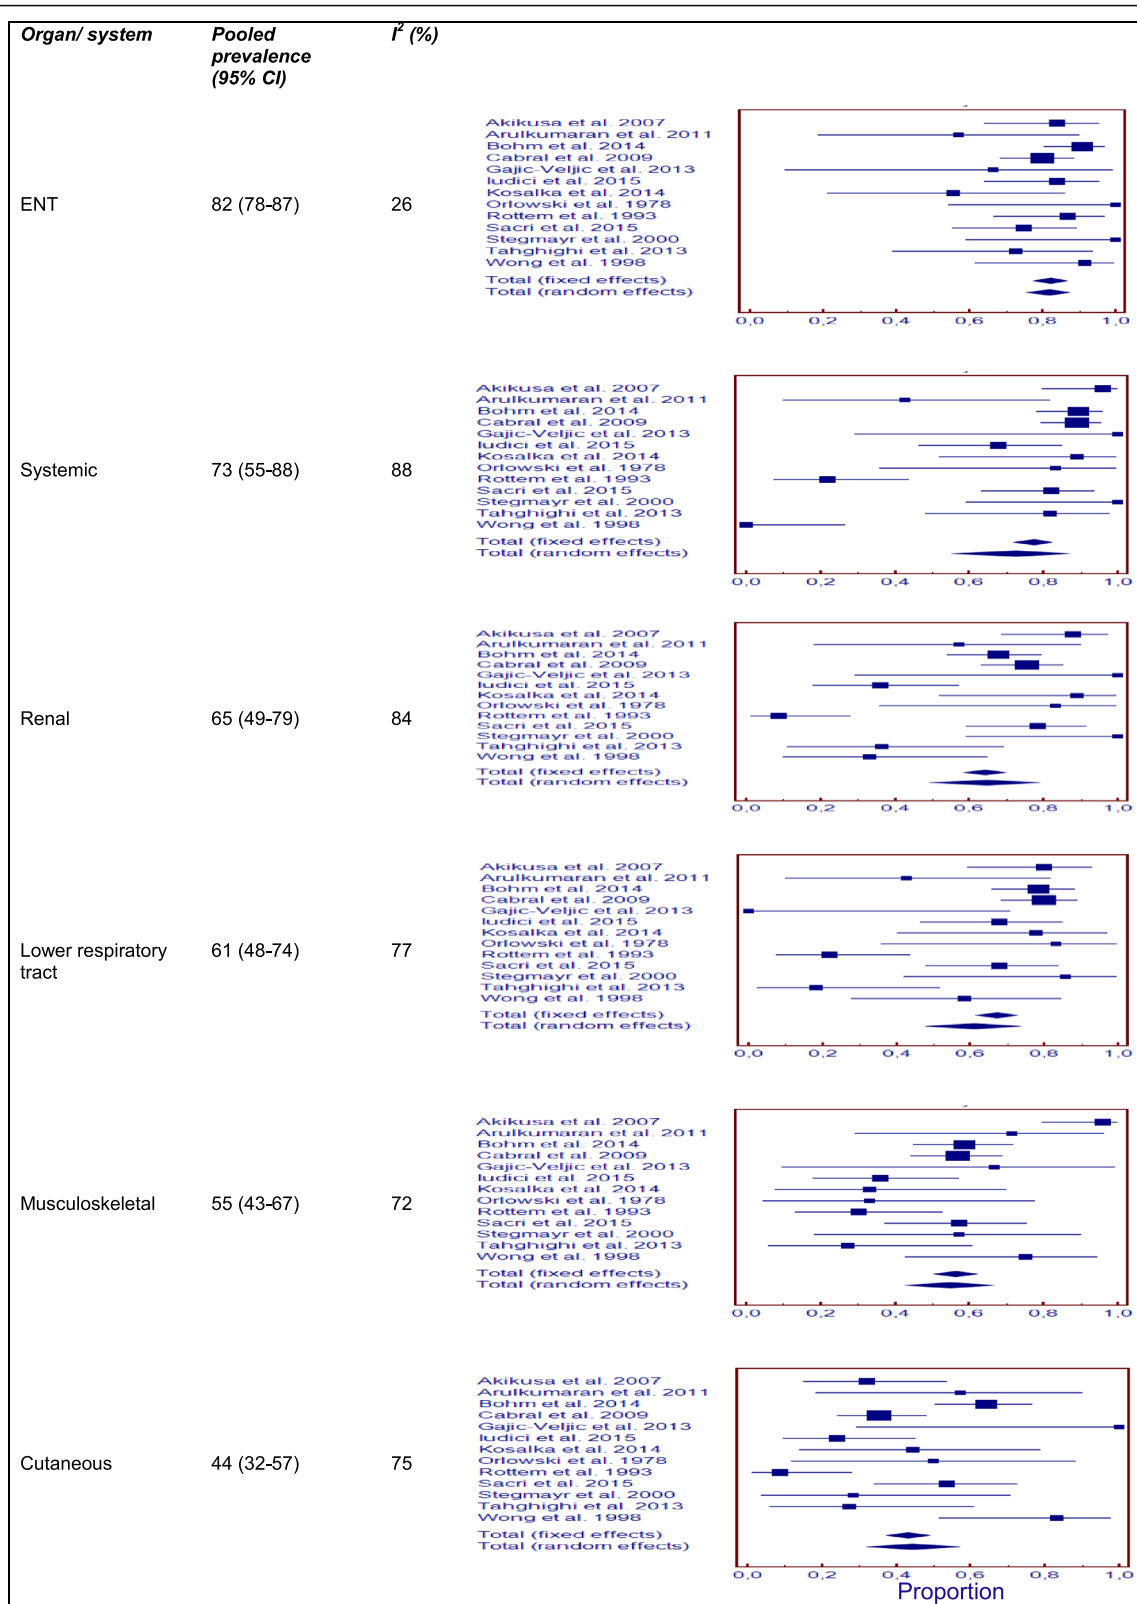 Organ/ system Pooled prevalence (95% CI) I² (%)
Akikusa et al. 2007
Arulkumaran et al. 2011
Bohm et al. 2014
Cabral et al. 2009
Gajic-Veljic et al. 2013
Iudici et al. 2015
Kosalka et al. 2014
ENT 82 (78-87) 26
Orlowski et al. 1978
Rottem et al. 1993
Sacri et al. 2015
Stegmayr et al. 2000
Tahghighi et al. 2013
Wong et al. 1998
Total (fixed effects)
Total (random effects)
0,0 0,2 0,4 0,6 0,8 1,0
Akikusa et al. 2007
Arulkumaran et al. 2011
Bohm et al. 2014
Cabral et al. 2009
Gajic-Veljic et al. 2013
Iudici et al. 2015
Kosalka et al. 2014
Orlowski et al. 1978
Systemic 73 (55-88) 88
Rottem et al. 1993
Sacri et al. 2015
Stegmayr et al. 2000
Tahghighi et al. 2013
Wong et al. 1998
Total (fixed effects)
Total (random effects)
0,0 0,2 0,4 0,6 0,8 1,0
Akikusa et al. 2007
Arulkumaran et al. 2011
Bohm et al. 2014
Cabral et al. 2009
Gajic-Veljic et al. 2013
Iudici et al. 2015
Kosalka et al. 2014
Orlowski et al. 1978
Rottem et al. 1993
Renal 65 (49-79) 84
Sacri et al. 2015
Stegmayr et al. 2000
Tahghighi et al. 2013
Wong et al. 1998
Total (fixed effects)
Total (random effects)
0,0 0,2 0,4 0,6 0,8 1,0
Akikusa et al. 2007
Arulkumaran et al. 2011
Bohm et al. 2014
Cabral et al. 2009
Gajic-Veljic et al. 2013
Iudici et al. 2015
Kosalka et al. 2014
Orlowski et al. 1978
Lower respiratory tract 61 (48-74) 77
Rottem et al. 1993
Sacri et al. 2015
Stegmayr et al. 2000
Tahghighi et al. 2013
Wong et al. 1998
Total (fixed effects)
Total (random effects)
0,0 0,2 0,4 0,6 0,8 1,0
Akikusa et al. 2007
Arulkumaran et al. 2011
Bohm et al. 2014
Cabral et al. 2009
Gajic-Veljic et al. 2013
Iudici et al. 2015
Kosalka et al. 2014
Orlowski et al. 1978
Musculoskeletal 55 (43-67) 72
Rottem et al. 1993
Sacri et al. 2015
Stegmayr et al. 2000
Tahghighi et al. 2013
Wong et al. 1998
Total (fixed effects)
Total (random effects)
0,0 0,2 0,4 0,6 0,8 1,0
Akikusa et al. 2007
Arulkumaran et al. 2011
Bohm et al. 2014
Cabral et al. 2009
Gajic-Veljic et al. 2013
Iudici et al. 2015
Kosalka et al. 2014
Orlowski et al. 1978
Cutaneous 44 (32-57) 75
Rottem et al. 1993
Sacri et al. 2015
Stegmayr et al. 2000
Tahghighi et al. 2013
Wong et al. 1998
Total (fixed effects)
Total (random effects)
0,0 0,2 0,4 0,6 0,8 1,0
Proportion